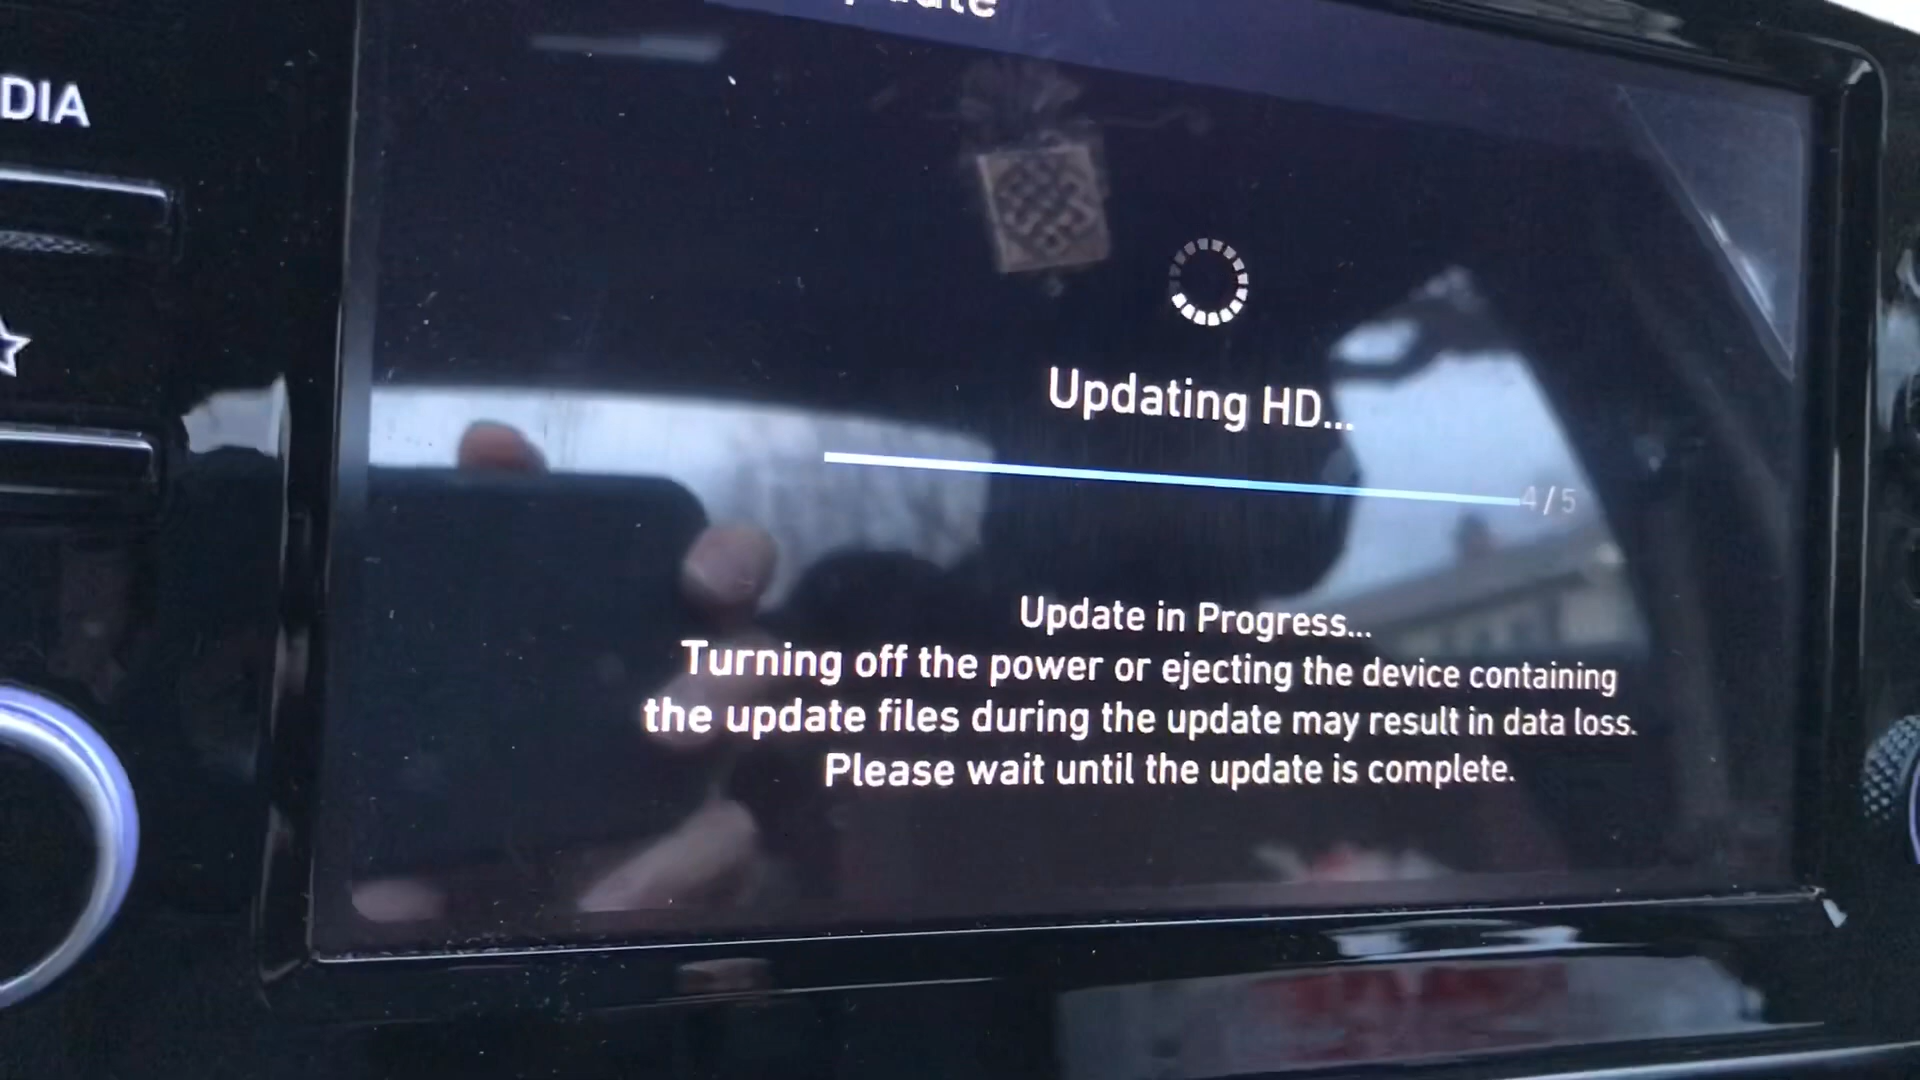 Updating HD...
4/5
Update in Progress...
Turning off the power or ejecting the device containing
the update files during the update may result in data loss.
Please wait until the update is complete.